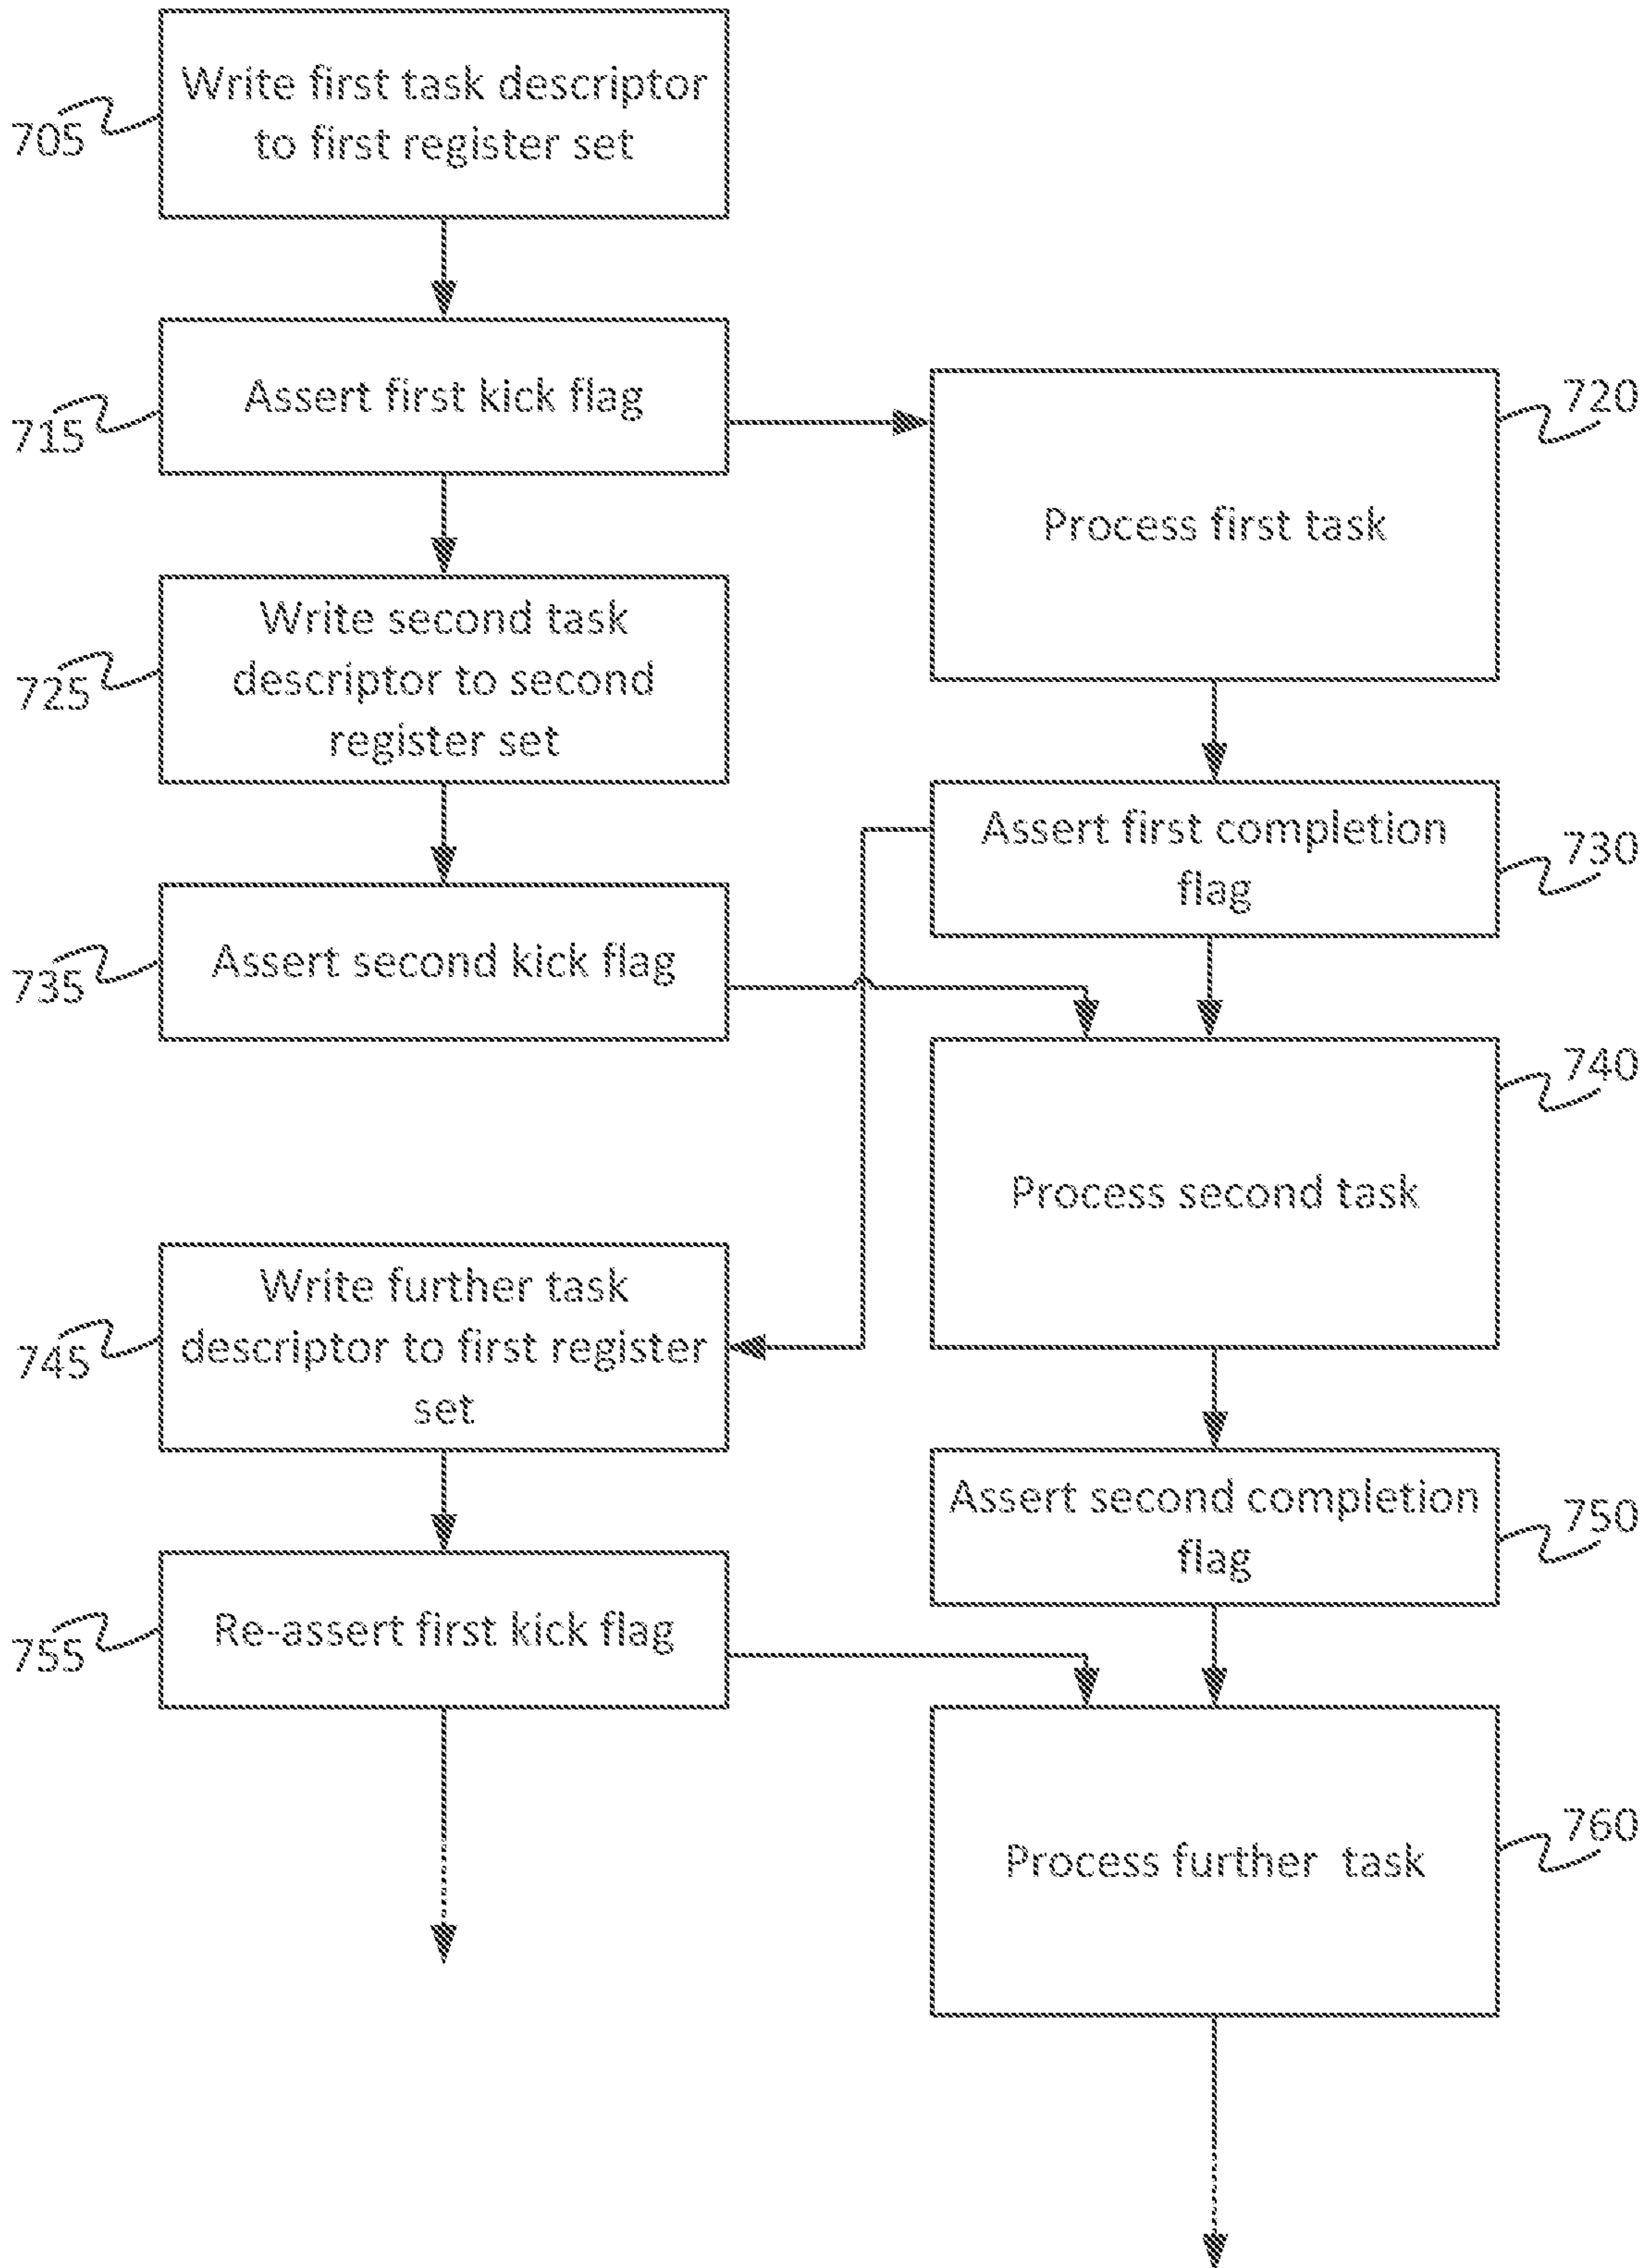 Write first task descriptor
to first register set
705
Assert first kick flag
715
Process first task
720
Write second task
descriptor to second
register set
725
Assert first completion
flag
730
Assert second kick flag
735
Process second task
740
Write further task
descriptor to first register
set
745
Assert second completion
flag
750
Re-assert first kick flag
755
Process further task
760